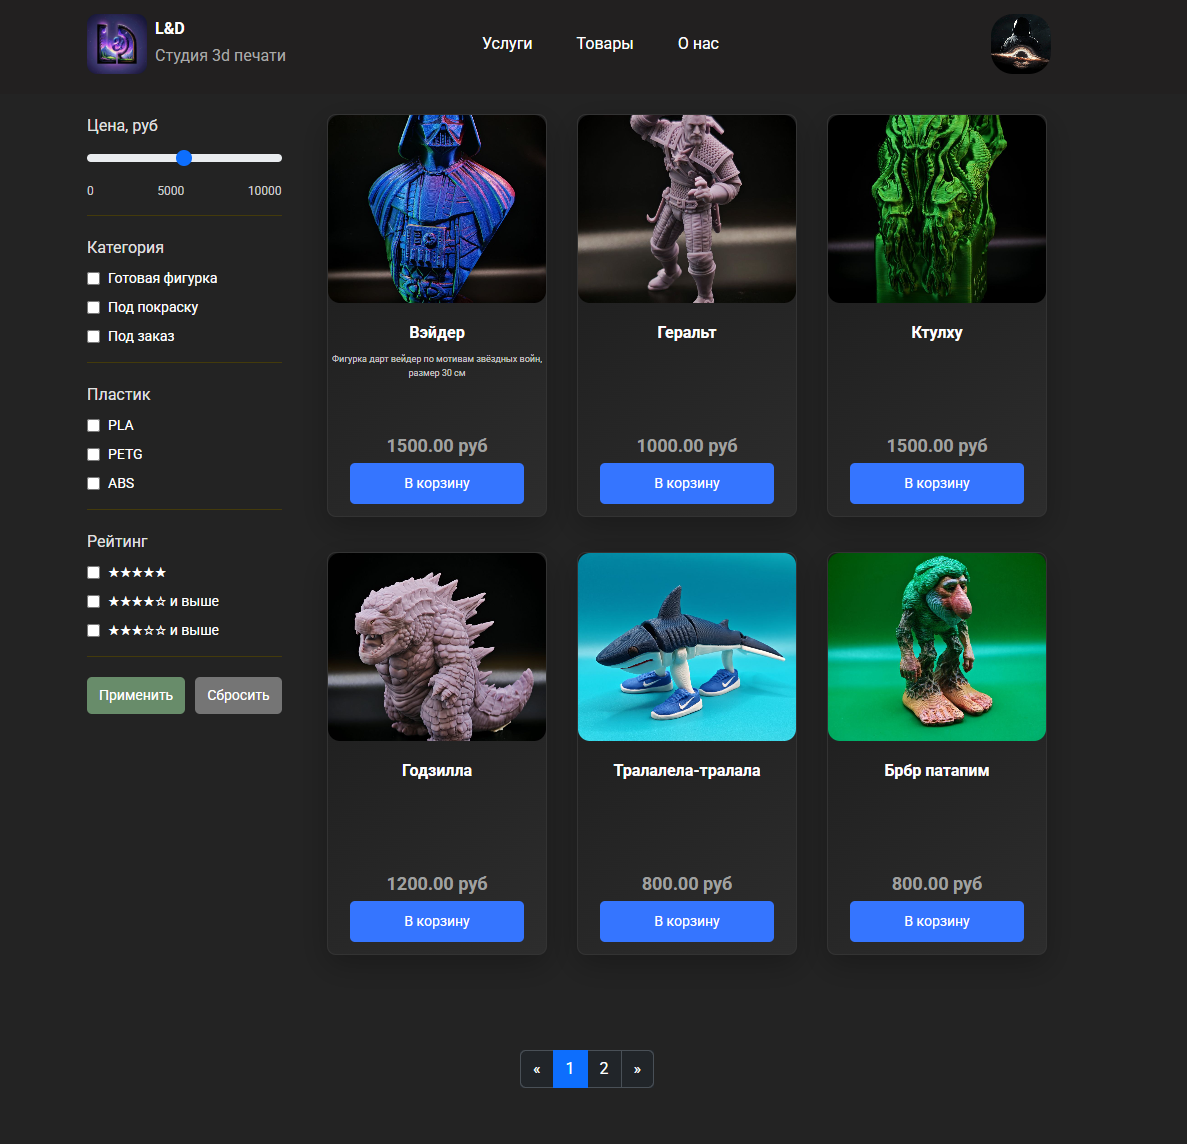 L&D
Студия 3d печати
Услуги
Товары
О нас
Цена, руб
0
5000
10000
Категория
Готовая фигурка
Под покраску
Под заказ
Пластик
PLA
PETG
ABS
Рейтинг
★★★★★
★★★★☆ и выше
★★★☆☆ и выше
Применить
Сбросить
Вэйдер
Фигурка дарт вейдер по мотивам звёздных войн,
размер 30 см
1500.00 руб
В корзину
Геральт
1000.00 руб
В корзину
Ктулху
1500.00 руб
В корзину
Годзилла
1200.00 руб
В корзину
Тралалела-тралала
800.00 руб
В корзину
Брбр патапим
800.00 руб
В корзину
«
1
2
»